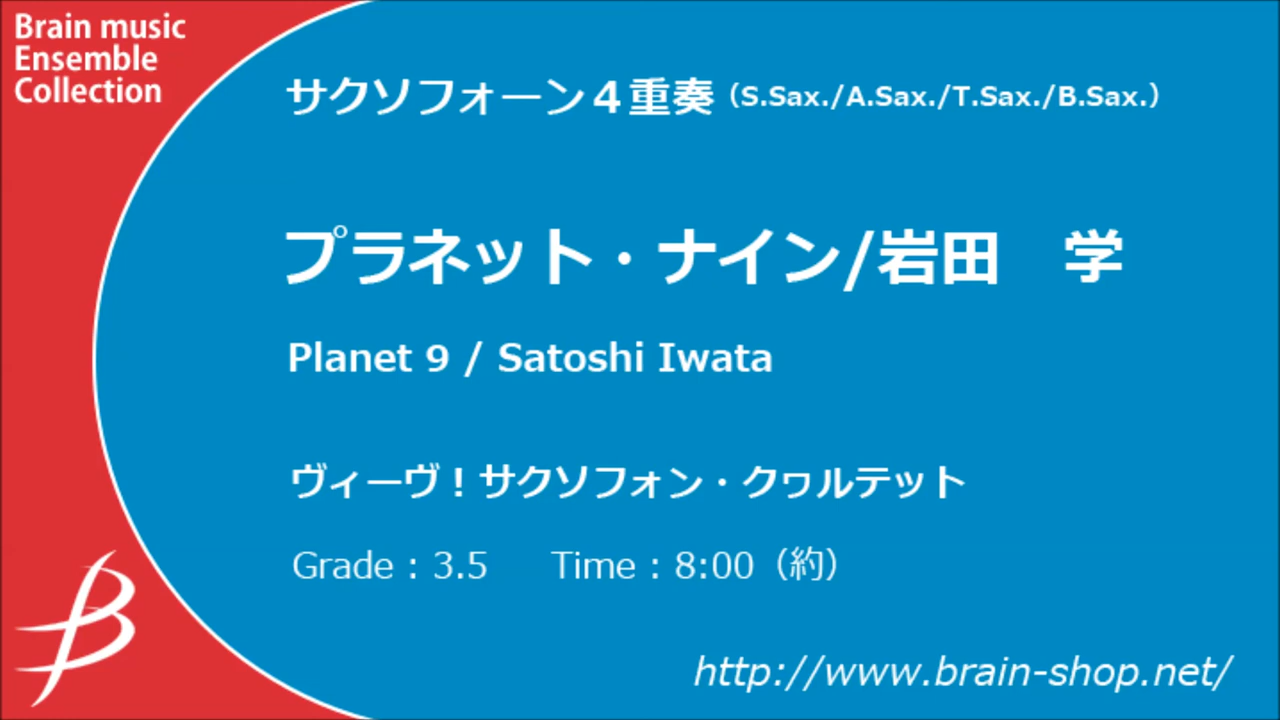 Brain music
Ensemble
Collection
サクソフォーン４重奏（S.Sax./A.Sax./T.Sax./B.Sax.）
プラネット・ナイン/岩田　学
Planet 9 / Satoshi Iwata
ヴィーヴ！サクソフォン・クヮルテット
Grade : 3.5　Time : 8:00（約）
http://www.brain-shop.net/